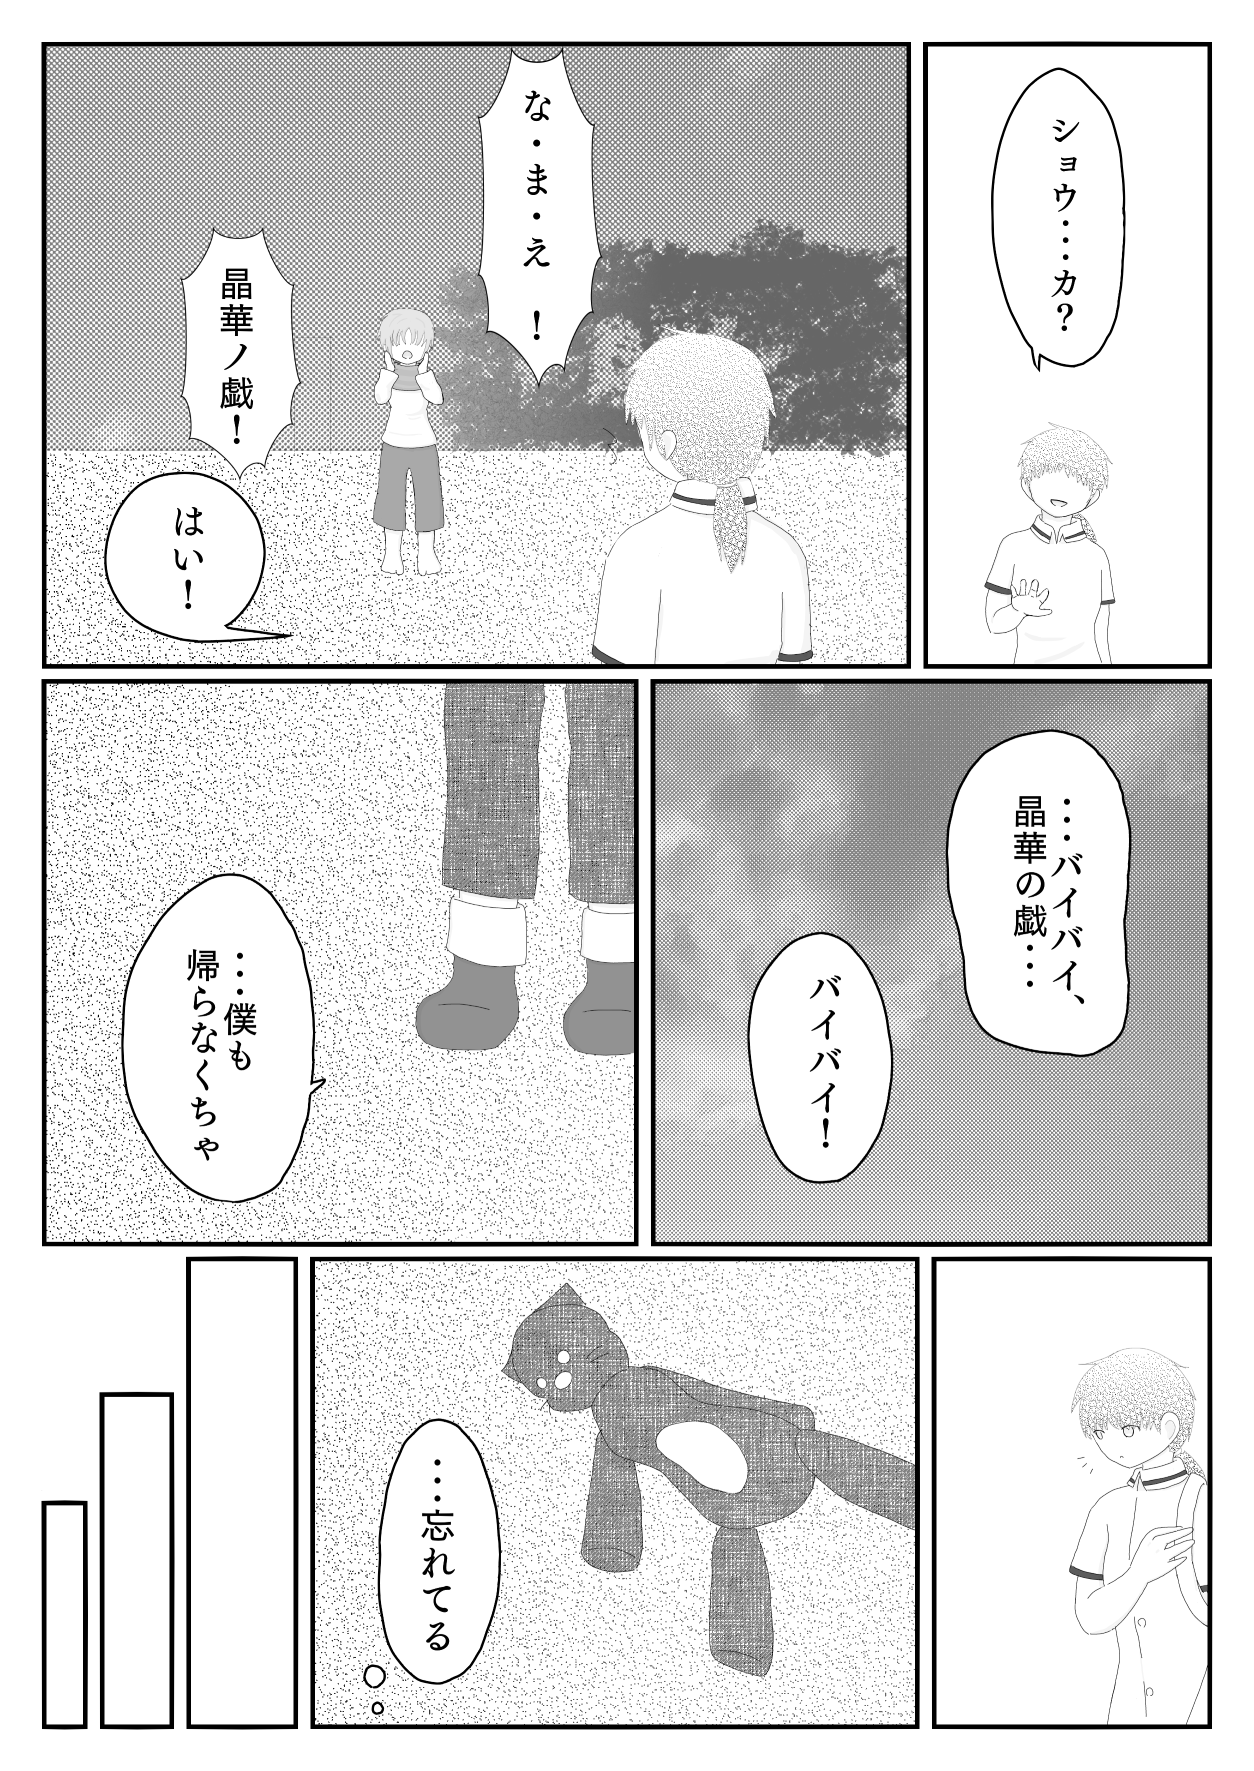 ショウ・・・カ?
な・ま・え!
晶華ノ戯!
はい!
・・・バイバイ、
晶華の戯・・・
バイバイ!
・・・僕も
帰らなくちゃ
・・・忘れてる